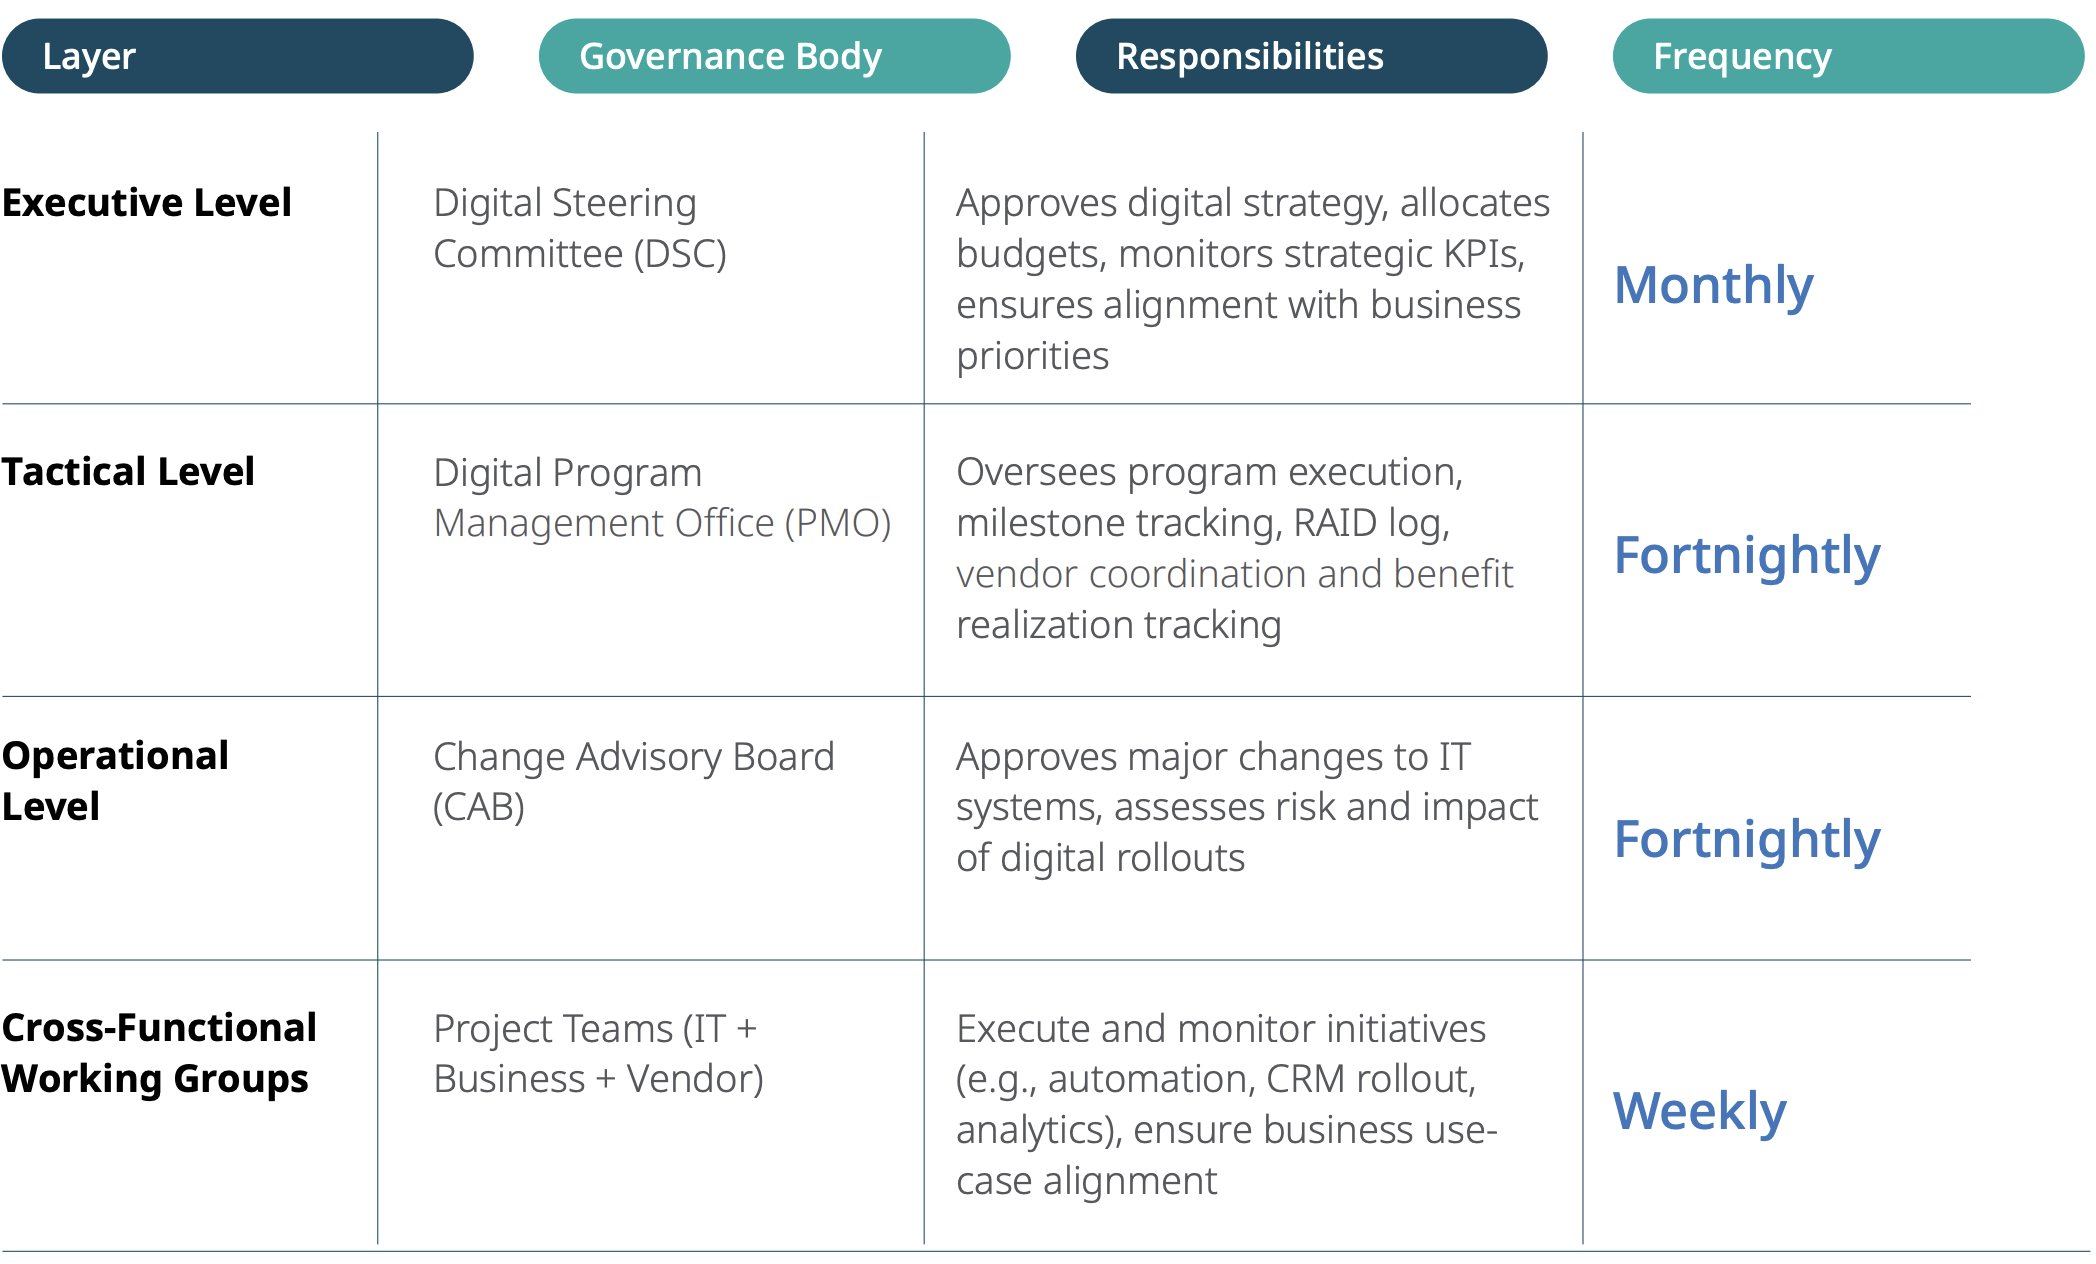 Layer
Governance Body
Responsibilities
Frequency
Executive Level
Digital Steering
Committee (DSC)
Approves digital strategy, allocates
budgets, monitors strategic KPIs,
ensures alignment with business
priorities
Monthly
Tactical Level
Digital Program
Management Office (PMO)
Oversees program execution,
milestone tracking, RAID log,
vendor coordination and benefit
realization tracking
Fortnightly
Operational
Level
Change Advisory Board
(CAB)
Approves major changes to IT
systems, assesses risk and impact
of digital rollouts
Fortnightly
Cross-Functional
Working Groups
Project Teams (IT +
Business + Vendor)
Execute and monitor initiatives
(e.g., automation, CRM rollout,
analytics), ensure business use-
case alignment
Weekly